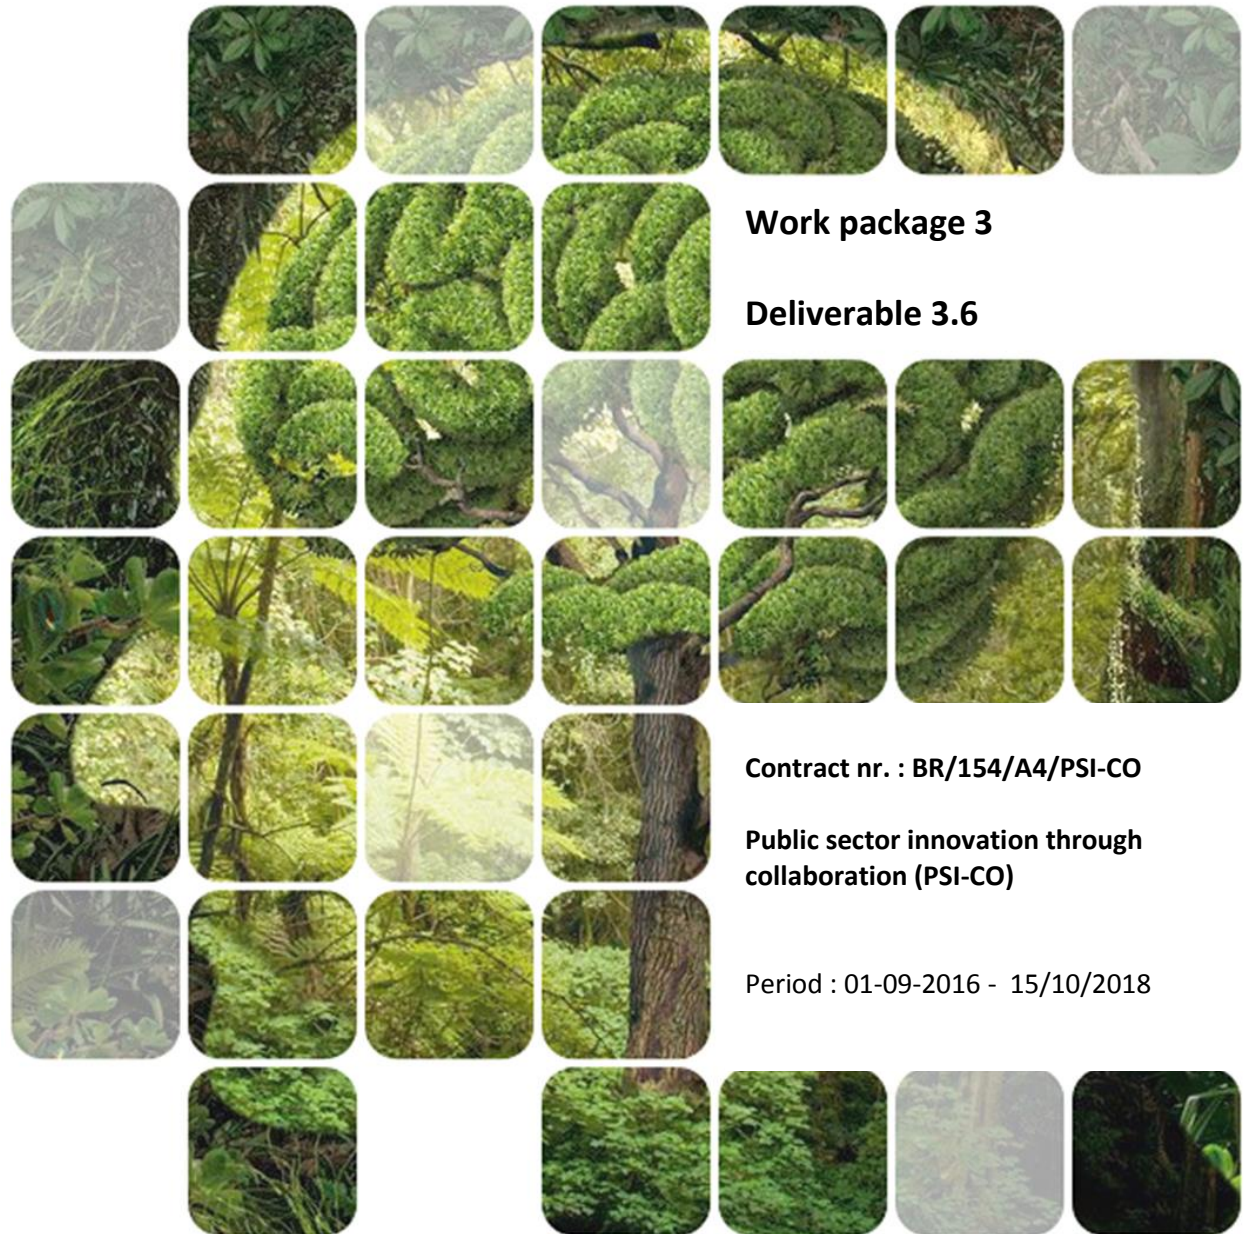 Work package 3
Deliverable 3.6
Contract nr. : BR/154/A4/PSI-CO
Public sector innovation through
collaboration (PSI-CO)
Period : 01-09-2016 - 15/10/2018